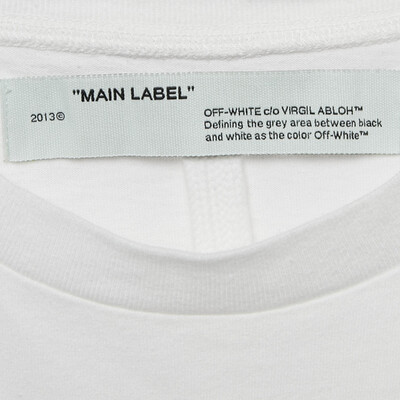 "MAIN LABEL"
2013©
OFF-WHITE c/o VIRGIL ABLOH™
Defining the grey area between black
and white as the color Off-White™